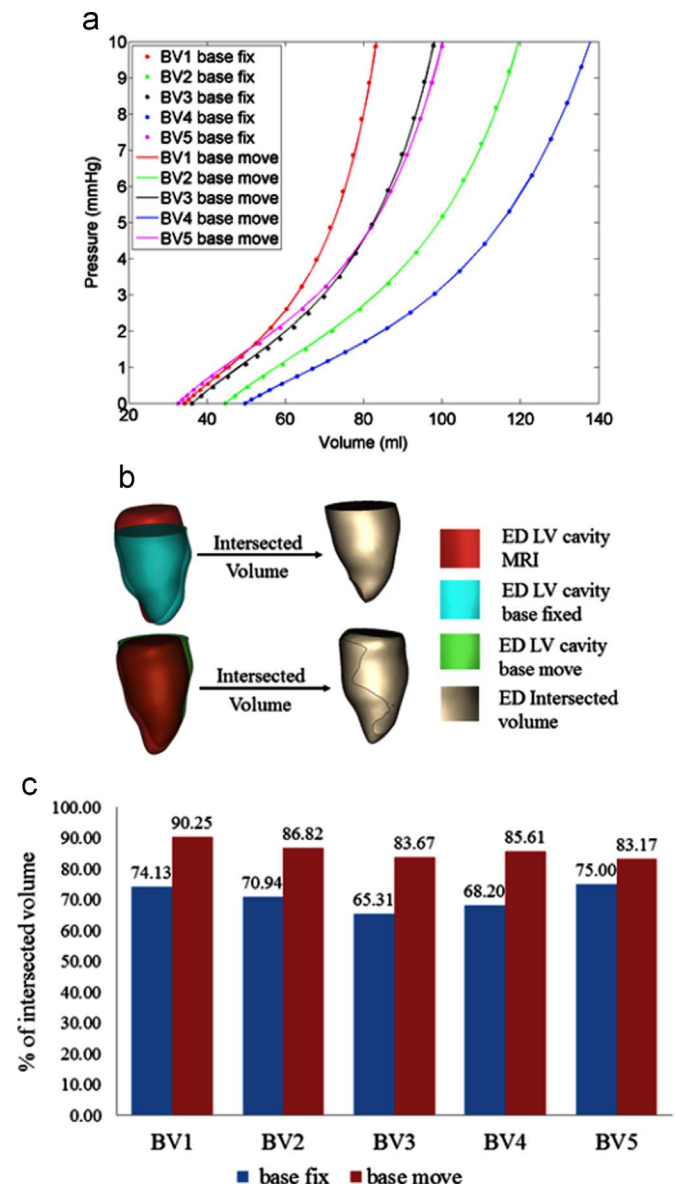 a
10
9
8
7
6
5
4
3
2
1
0
Pressure (mmHg)
BV1 base fix
BV2 base fix
BV3 base fix
BV4 base fix
BV5 base fix
BV1 base move
BV2 base move
BV3 base move
BV4 base move
BV5 base move
20 40 60 80 100 120 140
Volume (ml)
b
Intersected
Volume
Intersected
Volume
ED LV cavity
MRI
ED LV cavity
base fixed
ED LV cavity
base move
ED Intersected
volume
c
% of intersected volume
100.00
90.00
80.00
70.00
60.00
50.00
40.00
30.00
20.00
10.00
0.00
74.13 90.25 70.94 86.82 65.31 83.67 68.20 85.61 75.00 83.17
BV1 BV2 BV3 BV4 BV5
base fix base move